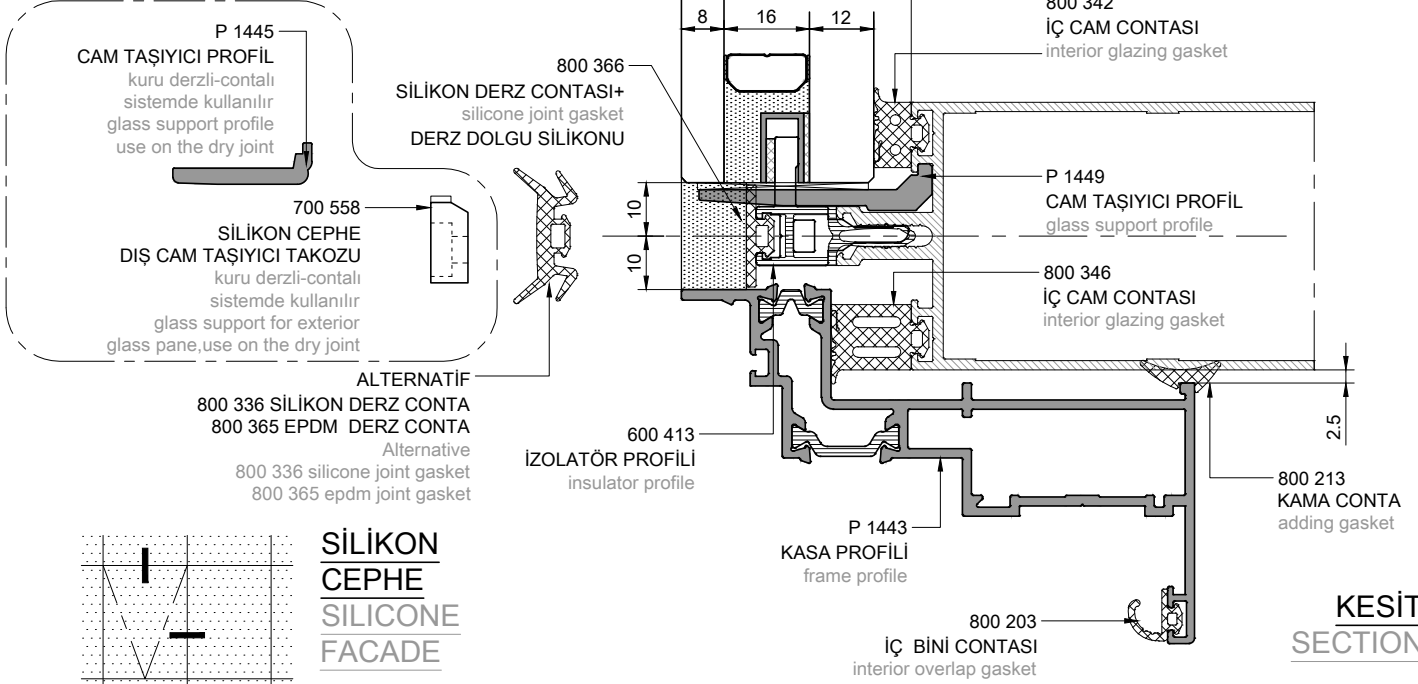 P 1445
CAM TAŞIYICI PROFİL
kuru derzli-contalı
sistemde kullanılır
glass support profile
use on the dry joint
700 558
SİLİKON CEPHE
DIŞ CAM TAŞIYICI TAKOZU
kuru derzli-contalı
sistemde kullanılır
glass support for exterior
glass pane,use on the dry joint
800 366
SİLİKON DERZ CONTASI+
silicone joint gasket
DERZ DOLGU SİLİKONU
ALTERNATİF
800 336 SİLİKON DERZ CONTA
800 365 EPDM DERZ CONTA
Alternative
800 336 silicone joint gasket
800 365 epdm joint gasket
8
16
12
10
10
800 342
İÇ CAM CONTASI
interior glazing gasket
P 1449
CAM TAŞIYICI PROFİL
glass support profile
800 346
İÇ CAM CONTASI
interior glazing gasket
2.5
600 413
İZOLATÖR PROFİLİ
insulator profile
P 1443
KASA PROFİLİ
frame profile
800 213
KAMA CONTA
adding gasket
800 203
İÇ BİNİ CONTASI
interior overlap gasket
SİLİKON
CEPHE
SILICONE
FACADE
KESİT
SECTION